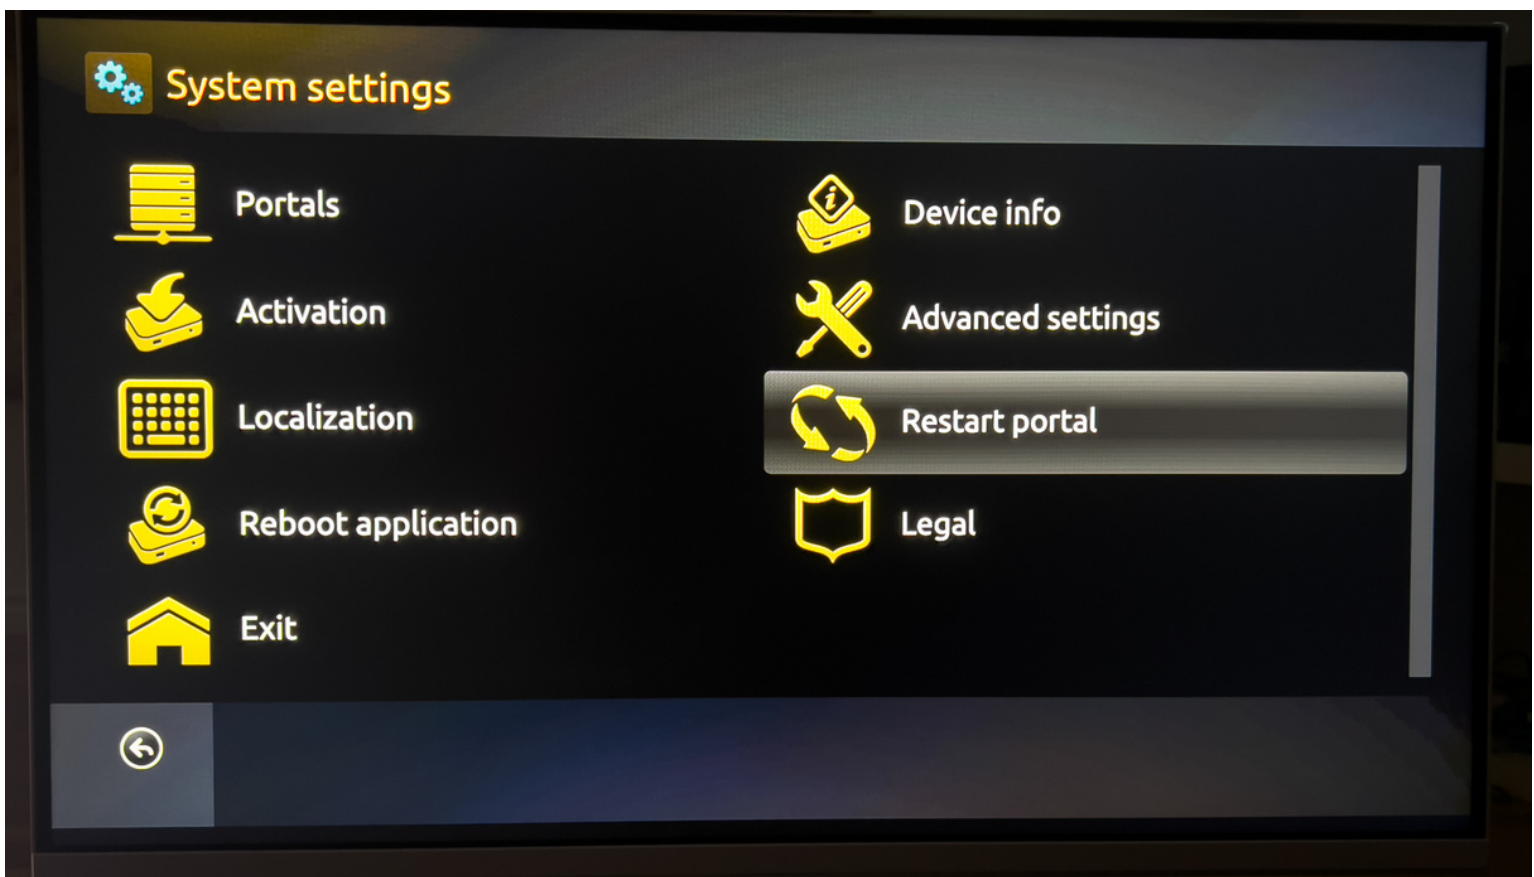 System settings
Portals
Device info
Activation
Advanced settings
Localization
Restart portal
Reboot application
Legal
Exit